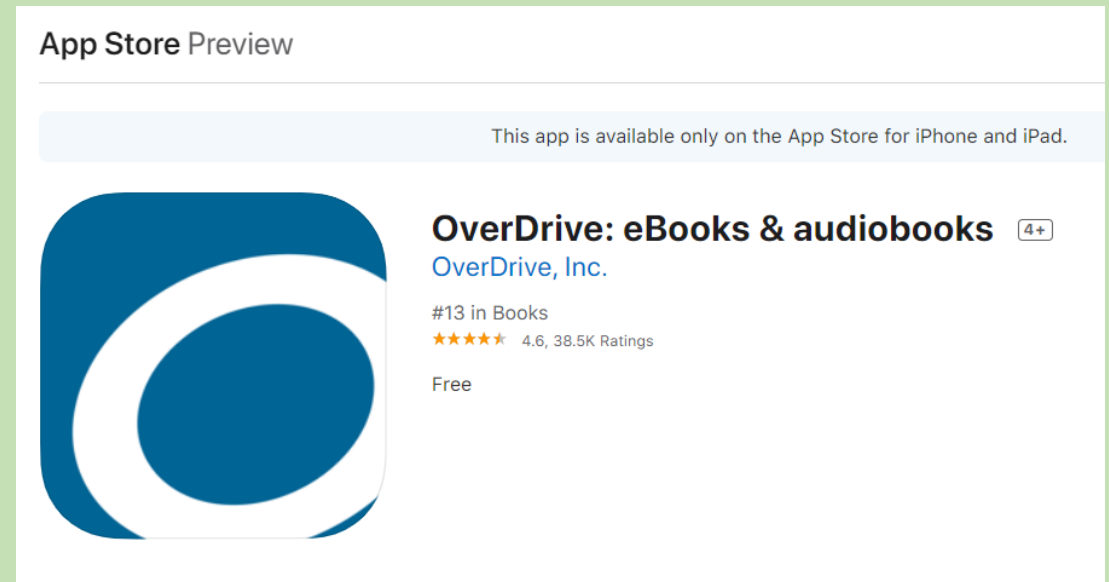 App Store Preview
This app is available only on the App Store for iPhone and iPad.
OverDrive: eBooks & audiobooks 4+
OverDrive, Inc.
#13 in Books
4.6, 38.5K Ratings
Free